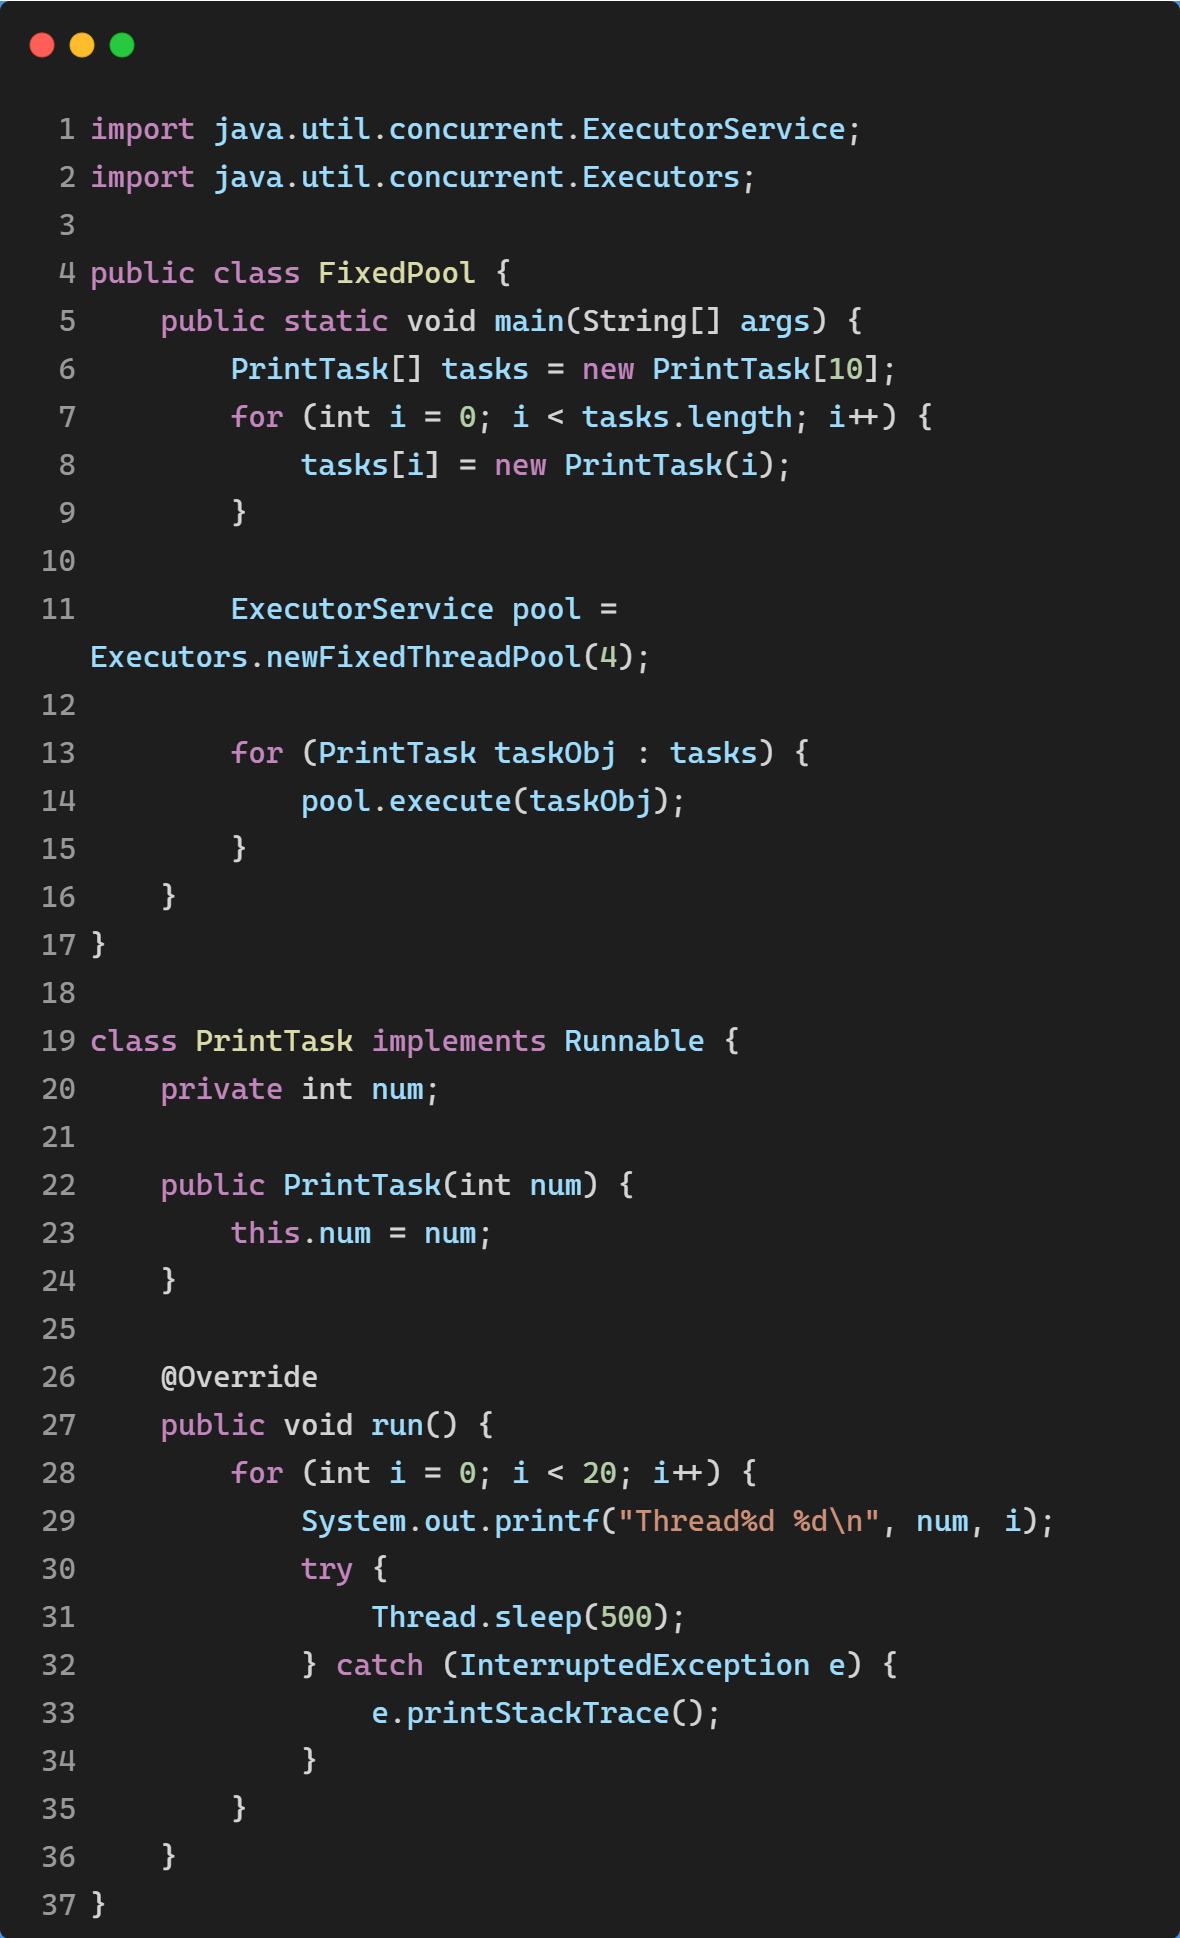 1 import java.util.concurrent.ExecutorService;
2 import java.util.concurrent.Executors;
3
4 public class FixedPool {
5     public static void main(String[] args) {
6         PrintTask[] tasks = new PrintTask[10];
7         for (int i = 0; i < tasks.length; i++) {
8             tasks[i] = new PrintTask(i);
9         }
10
11         ExecutorService pool =
Executors.newFixedThreadPool(4);
12
13         for (PrintTask taskObj : tasks) {
14             pool.execute(taskObj);
15         }
16     }
17 }
18
19 class PrintTask implements Runnable {
20     private int num;
21
22     public PrintTask(int num) {
23         this.num = num;
24     }
25
26     @Override
27     public void run() {
28         for (int i = 0; i < 20; i++) {
29             System.out.printf("Thread%d %d\n", num, i);
30             try {
31                 Thread.sleep(500);
32             } catch (InterruptedException e) {
33                 e.printStackTrace();
34             }
35         }
36     }
37 }